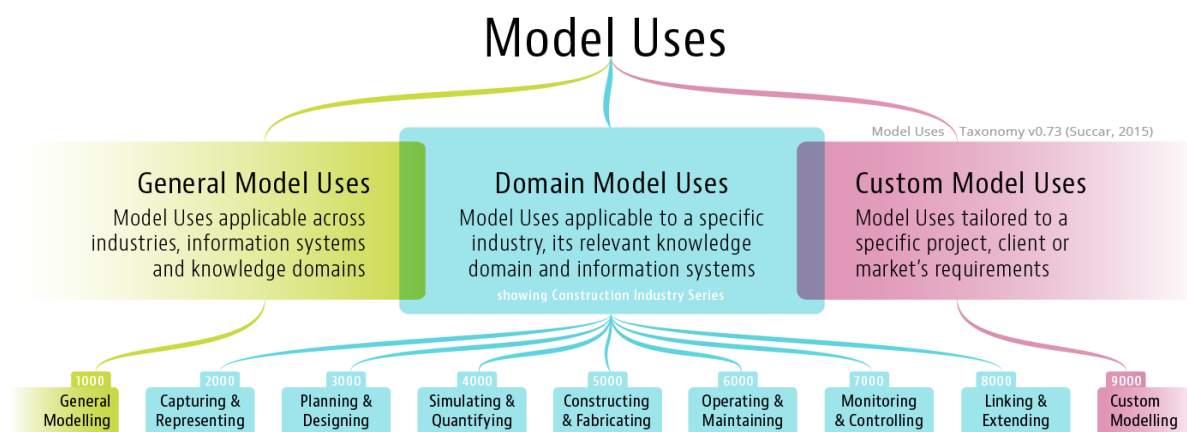 Model Uses
Model Uses Taxonomy v0.73 (Succar, 2015)
General Model Uses
Model Uses applicable across
industries, information systems
and knowledge domains
Domain Model Uses
Model Uses applicable to a specific
industry, its relevant knowledge
domain and information systems
showing Construction Industry Series
Custom Model Uses
Model Uses tailored to a
specific project, client or
market's requirements
1000
General
Modelling
2000
Capturing &
Representing
3000
Planning &
Designing
4000
Simulating &
Quantifying
5000
Constructing
& Fabricating
6000
Operating &
Maintaining
7000
Monitoring
& Controlling
8000
Linking &
Extending
9000
Custom
Modelling